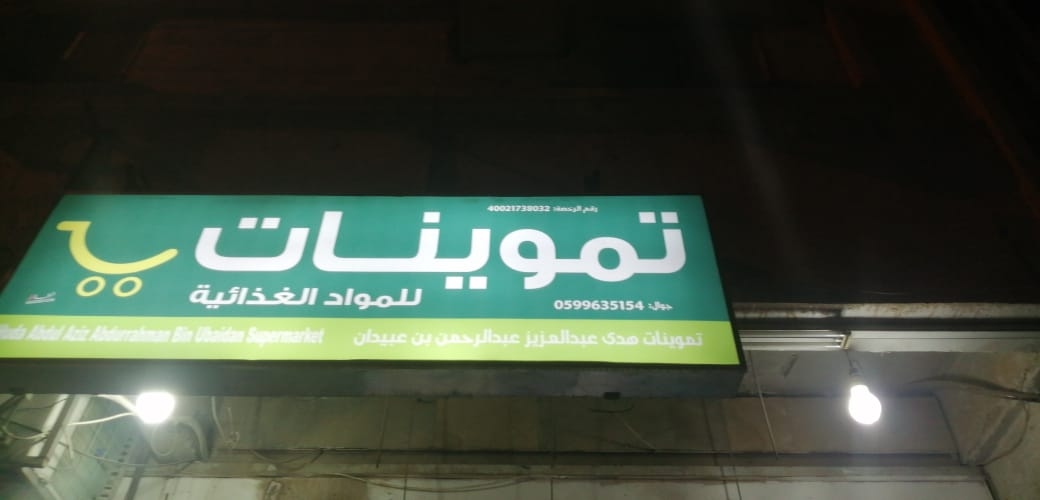 رقم الرخصة: 40021738032
تموينات
للمواد الغذائية
جوال: 0599635154
تموينات هدى عبدالعزيز عبدالرحمن بن عبيدان
Abdul Aziz Abdurrahman Bin Ubaidan Supermarket